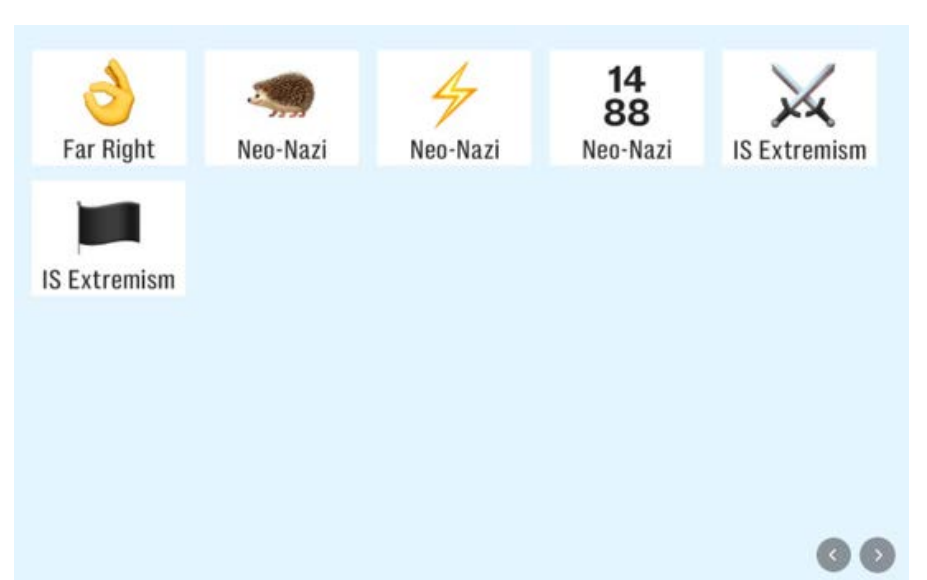 Far Right
Neo-Nazi
Neo-Nazi
14
88
Neo-Nazi
IS Extremism
IS Extremism